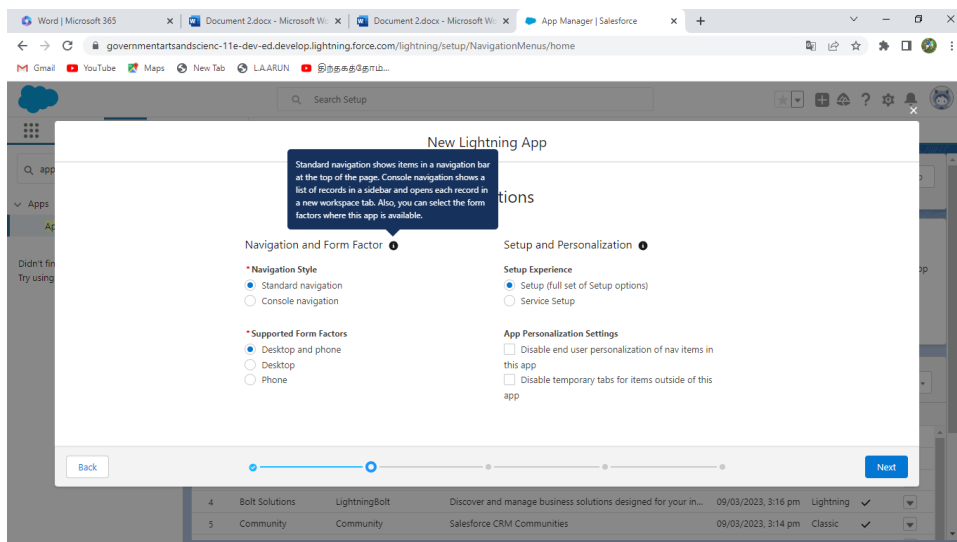 Word | Microsoft 365
Document 2.docx - Microsoft Wo
Document 2.docx - Microsoft Wo
App Manager | Salesforce
governmentartsandscienc-11e-dev-ed.develop.lightning.force.com/lightning/setup/NavigationMenus/home
Gmail YouTube Maps New Tab L.A.ARUN
Search Setup
New Lightning App
app
Apps
Ap
Didn't fin
Try using
Standard navigation shows items in a navigation bar
at the top of the page. Console navigation shows a
list of records in a sidebar and opens each record in
a new workspace tab. Also, you can select the form
factors where this app is available.
tions
Navigation and Form Factor
* Navigation Style
Standard navigation
Console navigation
* Supported Form Factors
Desktop and phone
Desktop
Phone
Setup and Personalization
Setup Experience
Setup (full set of Setup options)
Service Setup
App Personalization Settings
Disable end user personalization of nav items in
this app
Disable temporary tabs for items outside of this
app
Back
Next
4 Bolt Solutions LightningBolt Discover and manage business solutions designed for your in... 09/03/2023, 3:16 pm Lightning
5 Community Community Salesforce CRM Communities 09/03/2023, 3:14 pm Classic